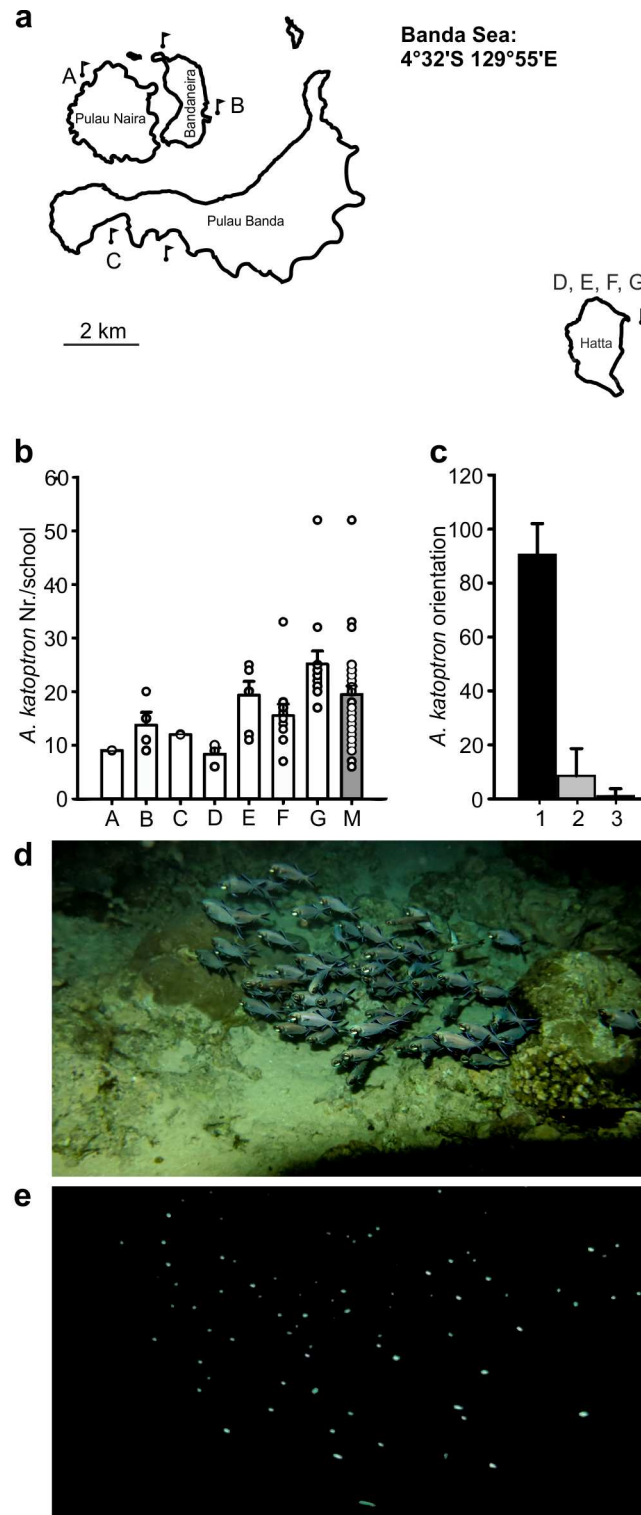 a
Banda Sea:
4°32'S 129°55'E
A
B
Pulau Naira
Bandaneira
Pulau Banda
C
D, E, F, G
2 km
Hatta
b
c
60
50
40
30
20
10
0
A. katoptron Nr./school
A B C D E F G M
120
100
80
60
40
20
0
A. katoptron orientation
1 2 3
d
e